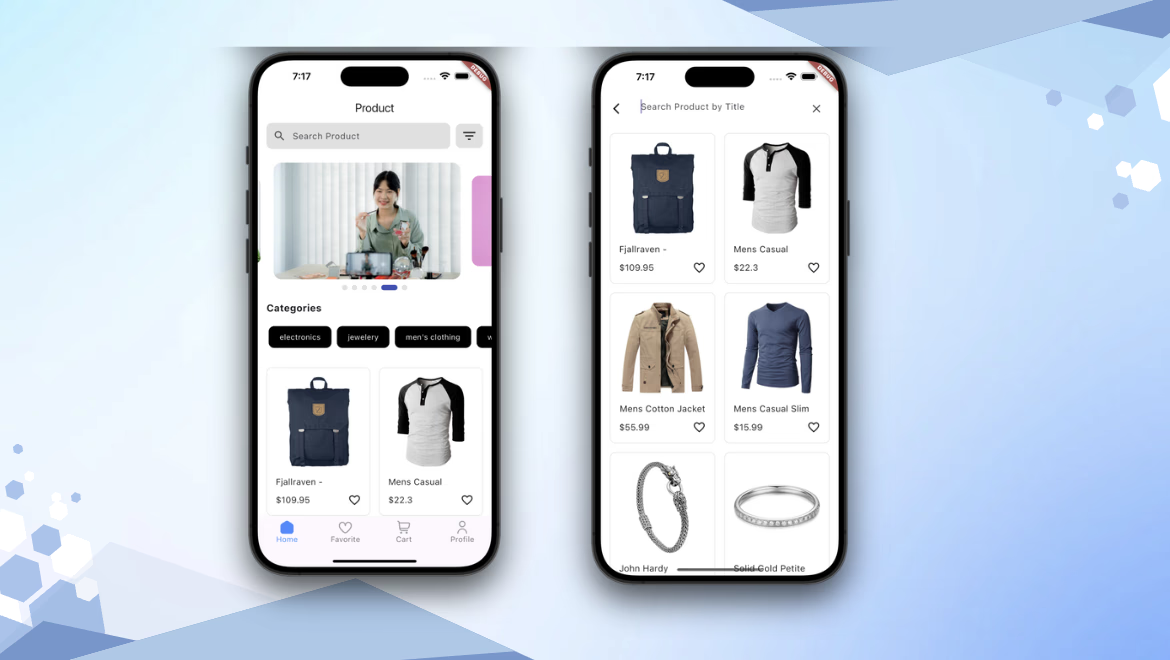 7:17
DEBUG
Product
Search Product
Categories
electronics
jewelery
men's clothing
w
Fjallraven -
$109.95
Mens Casual
$22.3
Home
Favorite
Cart
Profile
7:17
DEBUG
Search Product by Title
Fjallraven -
$109.95
Mens Casual
$22.3
Mens Cotton Jacket
$55.99
Mens Casual Slim
$15.99
John Hardy
Solid Gold Petite